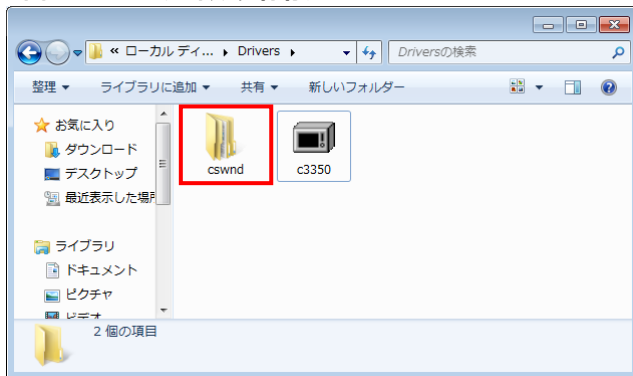 « ローカル ディ... ▸ Drivers ▸
Driversの検索
整理 ▼ ライブラリに追加 ▼ 共有 ▼ 新しいフォルダー
お気に入り
ダウンロード
デスクトップ
最近表示した場所
ライブラリ
ドキュメント
ピクチャ
ビデオ
cswnd
c3350
2 個の項目